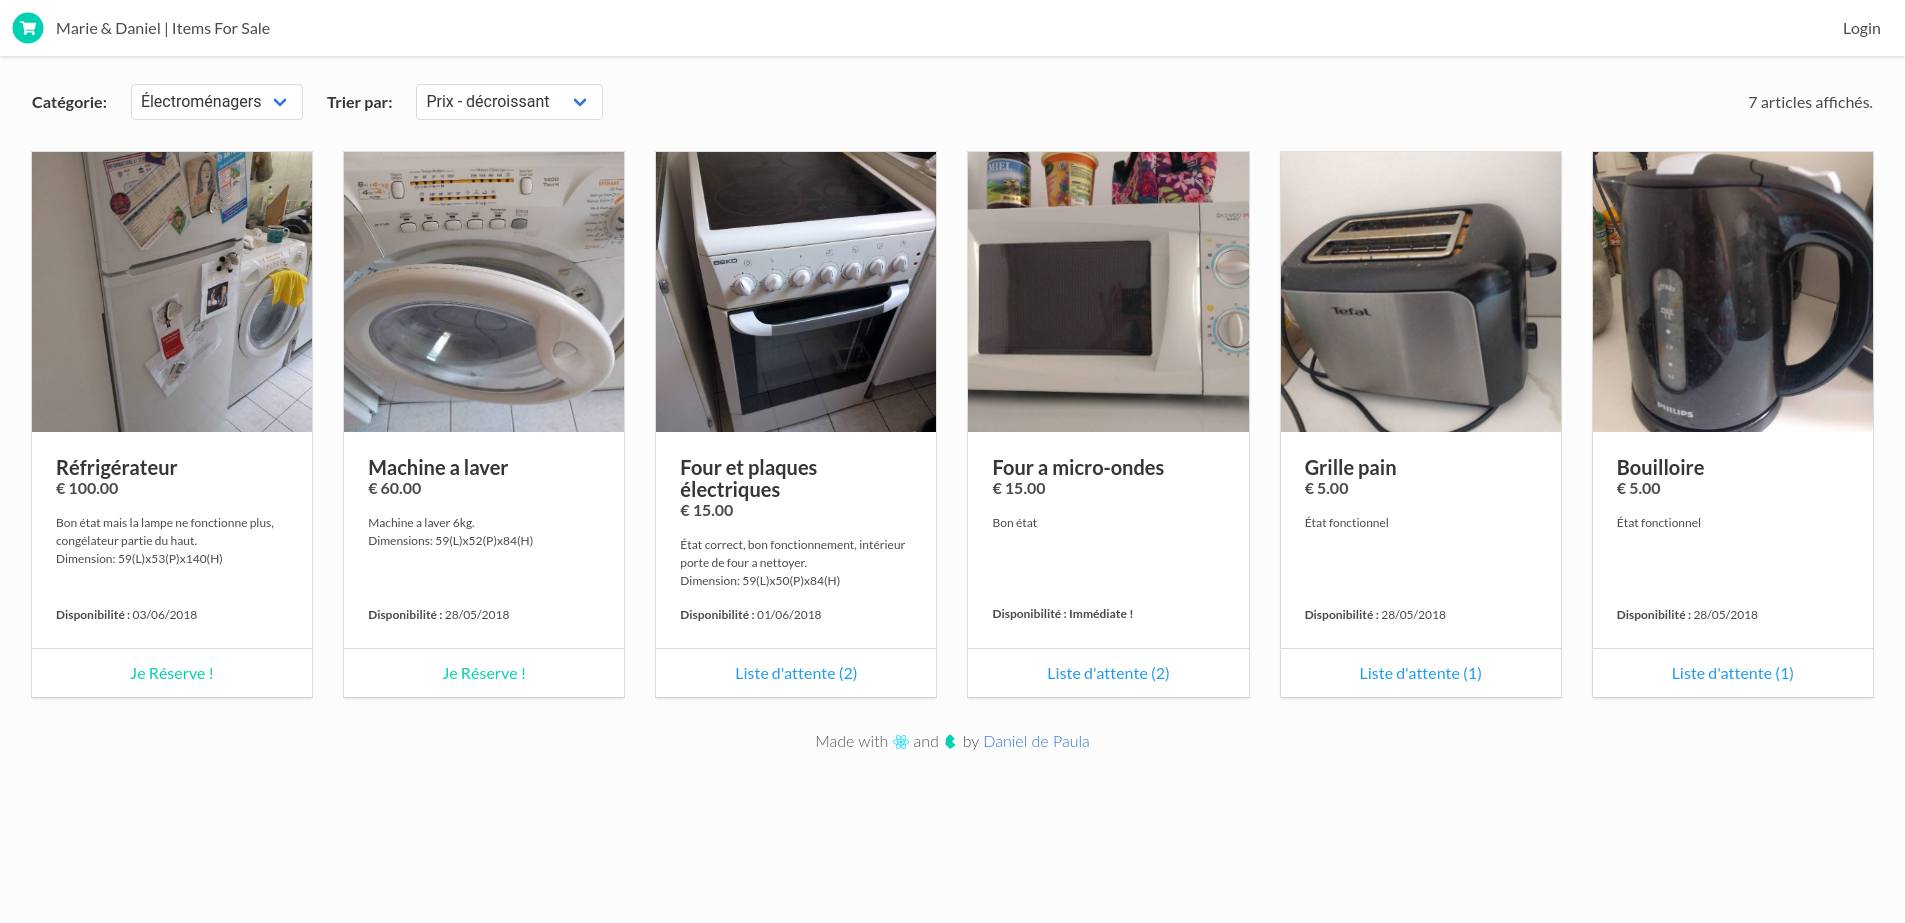 Marie & Daniel | Items For Sale
Login
Catégorie:
Électroménagers
Trier par:
Prix - décroissant
7 articles affichés.
MIEL
BEKO
DAEWOO
Tefal
PHILIPS
Réfrigérateur
€ 100.00
Bon état mais la lampe ne fonctionne plus,
congélateur partie du haut.
Dimension: 59(L)x53(P)x140(H)
Disponibilité : 03/06/2018
Je Réserve !
Machine a laver
€ 60.00
Machine a laver 6kg.
Dimensions: 59(L)x52(P)x84(H)
Disponibilité : 28/05/2018
Je Réserve !
Four et plaques
électriques
€ 15.00
État correct, bon fonctionnement, intérieur
porte de four a nettoyer.
Dimension: 59(L)x50(P)x84(H)
Disponibilité : 01/06/2018
Liste d'attente (2)
Four a micro-ondes
€ 15.00
Bon état
Disponibilité : Immédiate !
Liste d'attente (2)
Grille pain
€ 5.00
État fonctionnel
Disponibilité : 28/05/2018
Liste d'attente (1)
Bouilloire
€ 5.00
État fonctionnel
Disponibilité : 28/05/2018
Liste d'attente (1)
Made with and by Daniel de Paula